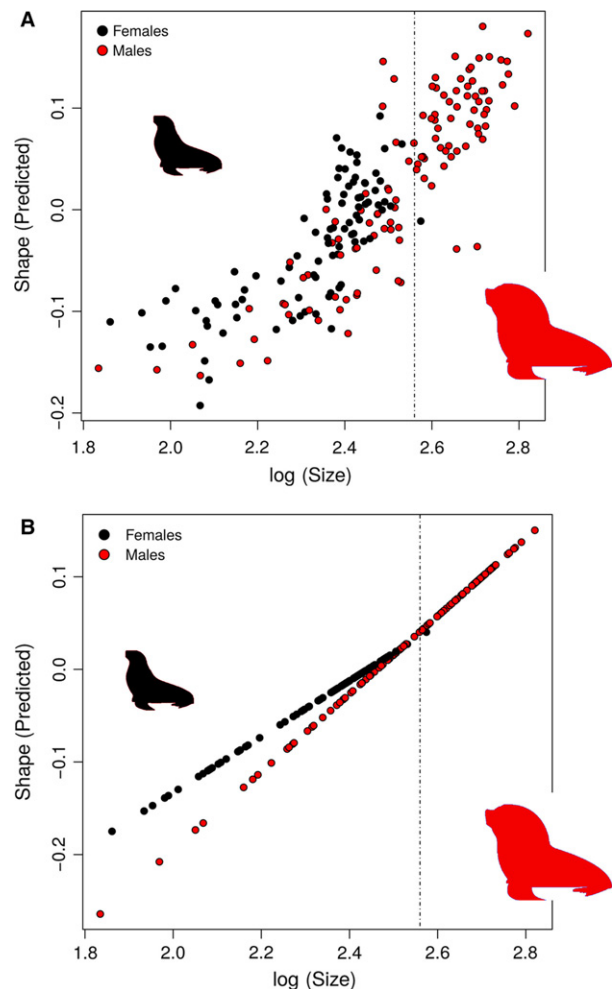 A
Females
Males
Shape (Predicted)
0.1
0.0
−0.1
−0.2
1.8 2.0 2.2 2.4 2.6 2.8
log (Size)
B
Females
Males
Shape (Predicted)
0.1
0.0
−0.1
−0.2
1.8 2.0 2.2 2.4 2.6 2.8
log (Size)